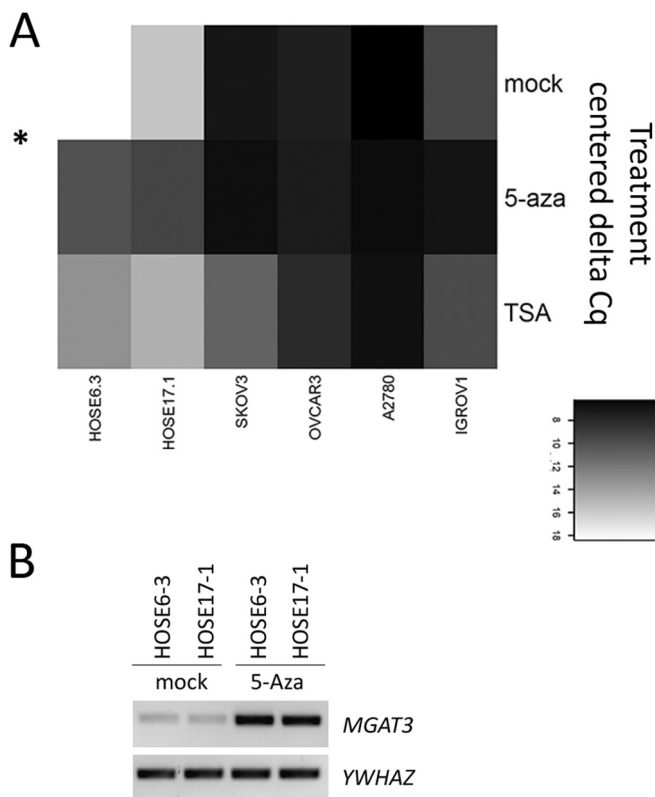 A
*
mock
5-aza
TSA
Treatment
centered delta Cq
HOSE6.3
HOSE17.1
SKOV3
OVCAR3
A2780
IGROV1
8
10
12
14
16
18
B
HOSE6-3
HOSE17-1
HOSE6-3
HOSE17-1
mock
5-Aza
MGAT3
YWHAZ